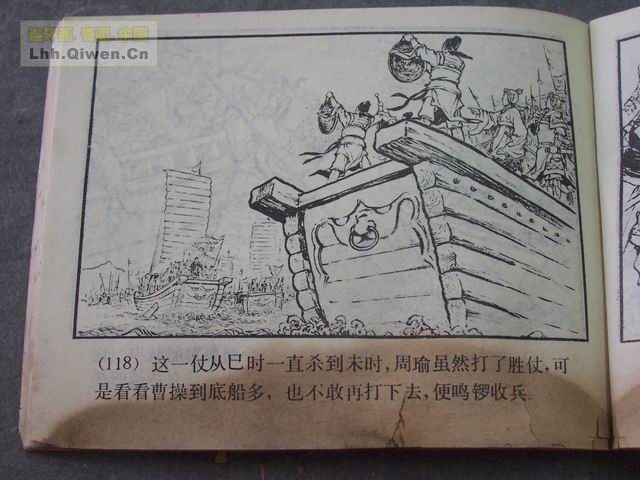 连环画.曹操.中国
Lhh.Qiwen.Cn
(118) 这一仗从巳时一直杀到未时,周瑜虽然打了胜仗,可
是看看曹操到底船多，也不敢再打下去,便鸣锣收兵。